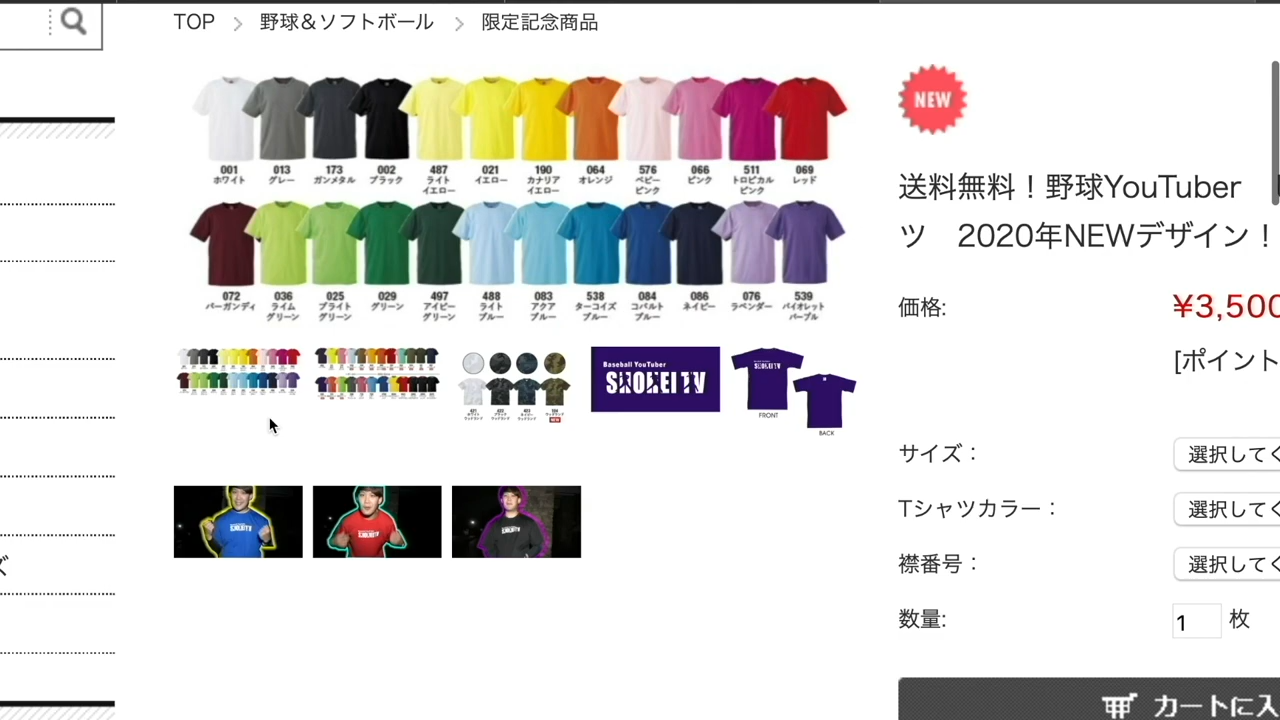 TOP > 野球＆ソフトボール > 限定記念商品
NEW
001 013 173 002 487 021 190 064 576 066 511 069
ホワイト グレー ガンメタル ブラック ライトイエロー イエロー カナリアイエロー オレンジ ベビーピンク ピンク トロピカルピンク レッド
072 036 025 029 497 488 083 538 084 086 076 539
バーガンディ ライムグリーン ブライトグリーン グリーン アイビーグリーン ライトブルー アクアブルー ターコイズブルー コバルトブルー ネイビー ラベンダー バイオレットパープル
Baseball YouTuber
SHOHEI TV
FRONT
BACK
送料無料！野球YouTuber
ツ 2020年NEWデザイン！
価格: ¥3,500
[ポイント
サイズ： 選択してく
Tシャツカラー： 選択してく
襟番号： 選択してく
数量: 1 枚
カートに入
ズ